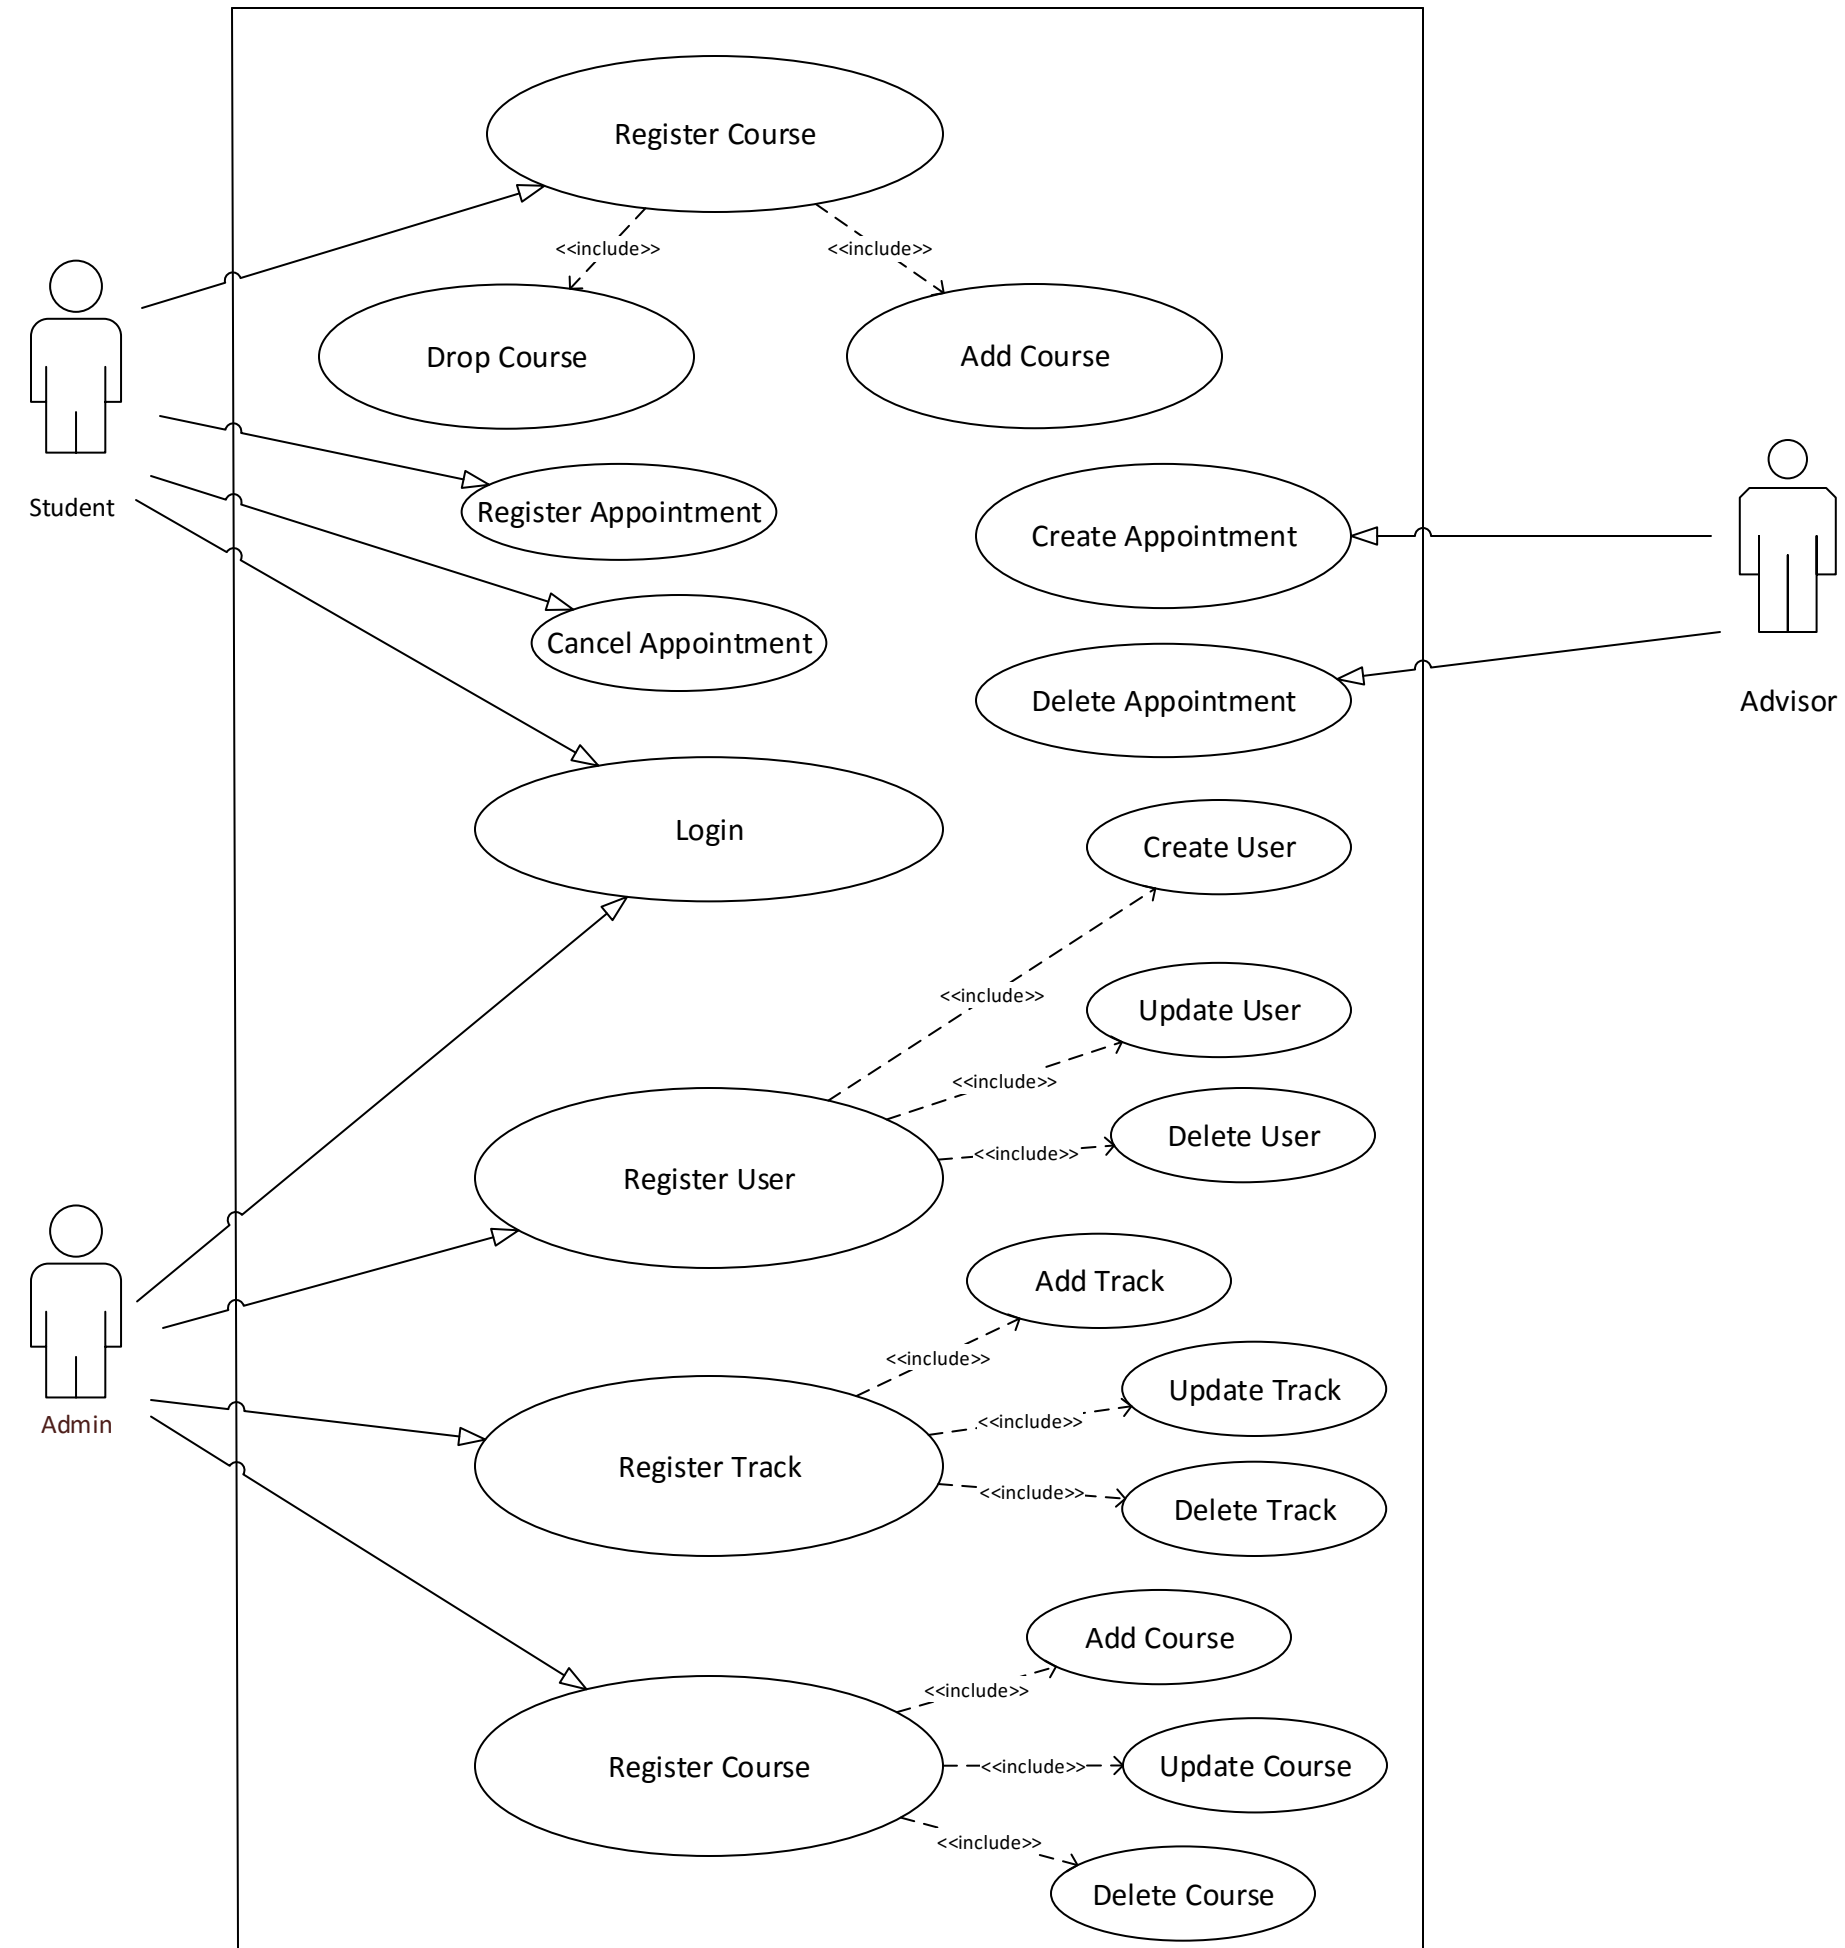 Register Course
<<include>>
<<include>>
Drop Course
Add Course
Student
Register Appointment
Create Appointment
Cancel Appointment
Delete Appointment
Advisor
Login
Create User
<<include>>
Update User
<<include>>
Delete User
<<include>>
Register User
Add Track
<<include>>
Update Track
Admin
<<include>>
Register Track
<<include>>
Delete Track
Add Course
<<include>>
Register Course
<<include>>
Update Course
<<include>>
Delete Course